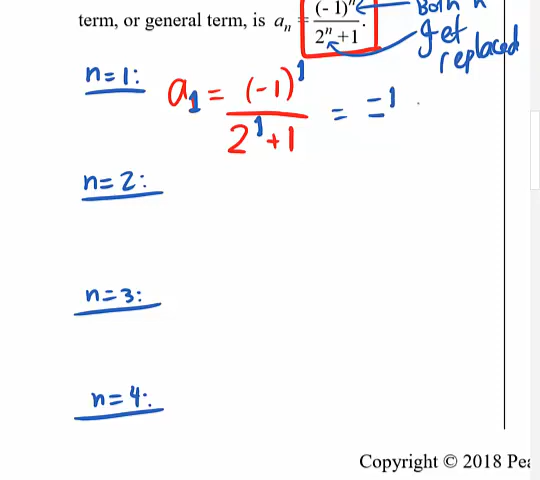 term, or general term, is aₙ = (-1)ⁿ / 2ⁿ + 1 .
Both n
get
replaced
n=1: a₁ = (-1)¹ / 2¹+1 = -1
n=2:
n=3:
n=4:
Copyright © 2018 Pea